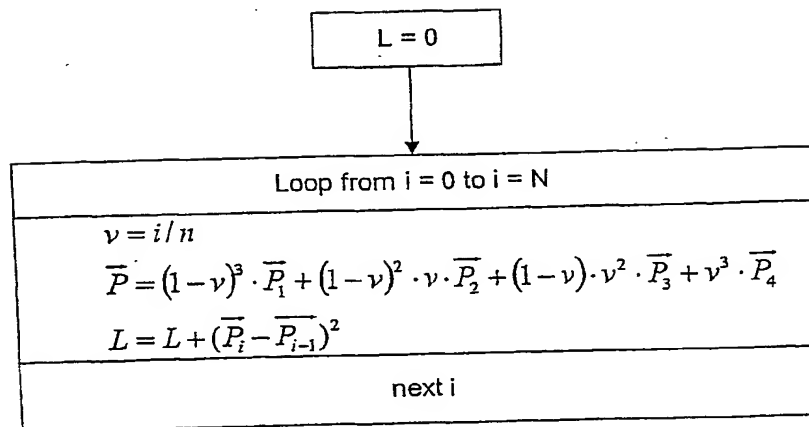 L = 0
Loop from i = 0 to i = N
ν = i/n
P⃗ = (1−ν)³ · P⃗₁ + (1−ν)² · ν · P⃗₂ + (1−ν) · ν² · P⃗₃ + ν³ · P⃗₄
L = L + (P⃗ᵢ − P⃗ᵢ₋₁)²
next i